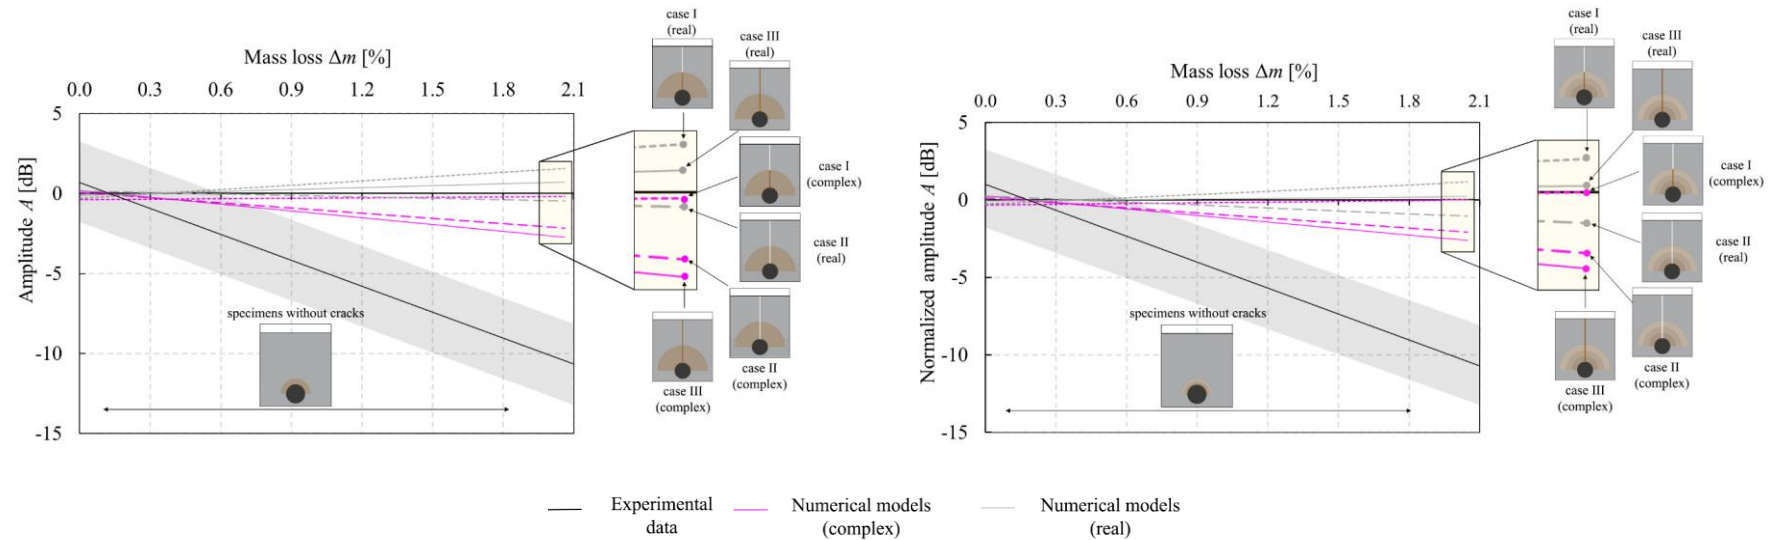 case I
(real)
case III
(real)
Mass loss Δm [%]
0.0 0.3 0.6 0.9 1.2 1.5 1.8 2.1
5
0
-5
-10
-15
Amplitude A [dB]
case I
(complex)
case II
(real)
specimens without cracks
case II
(complex)
case III
(complex)
case I
(real)
case III
(real)
Mass loss Δm [%]
0.0 0.3 0.6 0.9 1.2 1.5 1.8 2.1
5
0
-5
-10
-15
Normalized amplitude A [dB]
case I
(complex)
case II
(real)
specimens without cracks
case II
(complex)
case III
(complex)
Experimental
data
Numerical models
(complex)
Numerical models
(real)